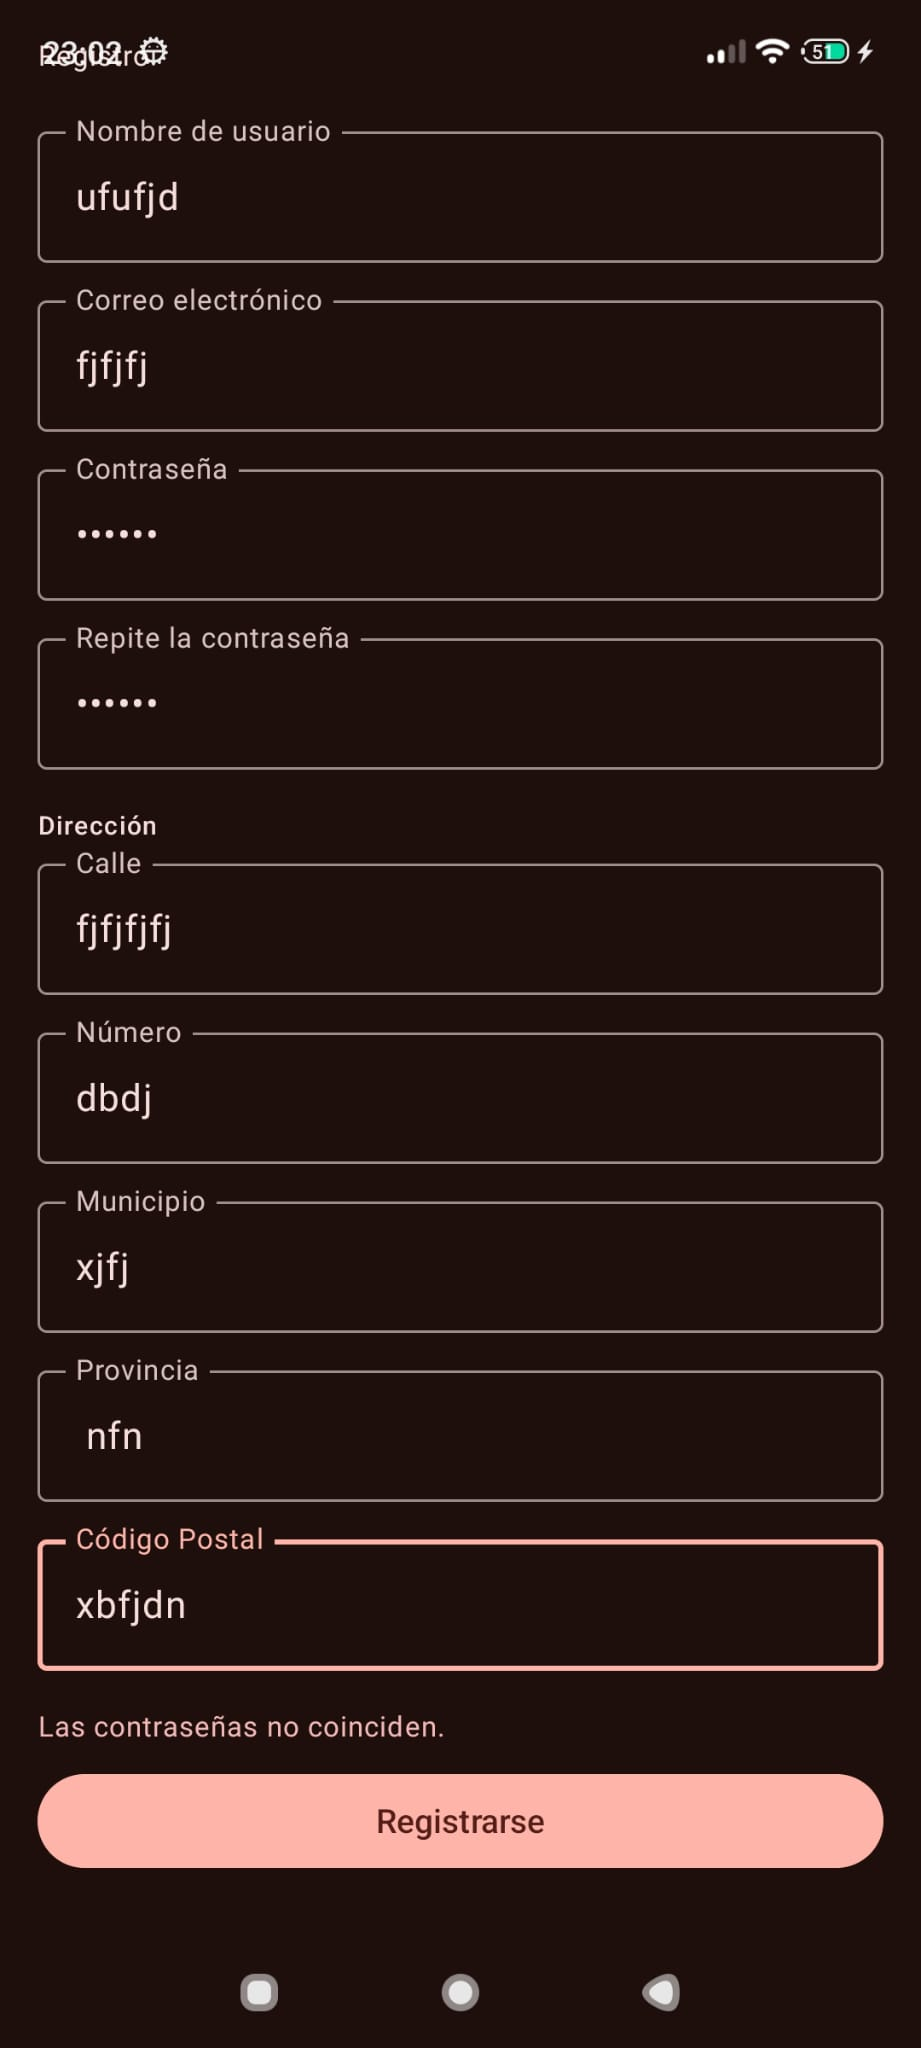 23:02
Registro:
51
Nombre de usuario
ufufjd
Correo electrónico
fjfjfj
Contraseña
••••••
Repite la contraseña
••••••
Dirección
Calle
fjfjfjfj
Número
dbdj
Municipio
xjfj
Provincia
nfn
Código Postal
xbfjdn
Las contraseñas no coinciden.
Registrarse